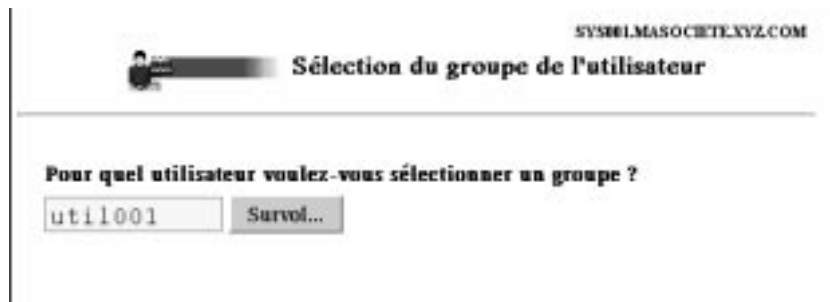 SYS001.MASOCIETE.XYZ.COM
Sélection du groupe de l'utilisateur
Pour quel utilisateur voulez-vous sélectionner un groupe ?
util001
Survol...